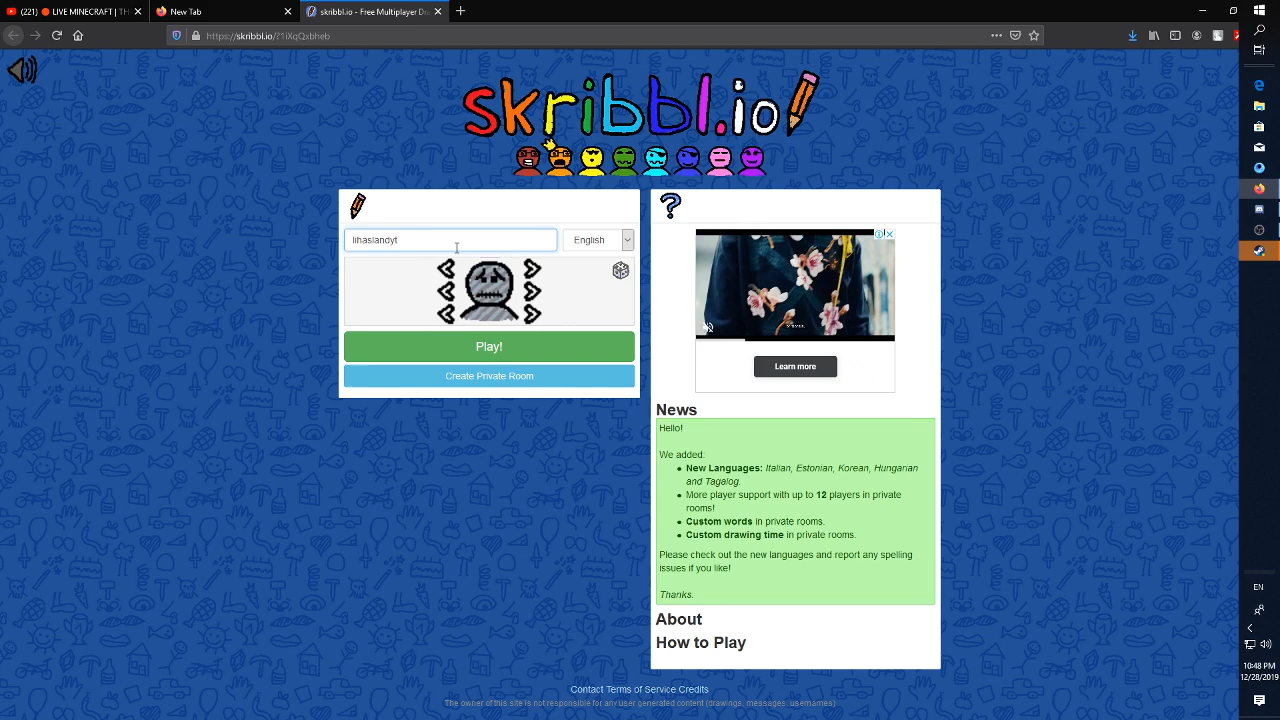 (221) 🔴 LIVE MINECRAFT | TH
New Tab
skribbl.io - Free Multiplayer Dr
https://skribbl.io/?1iXqQxbheb
skribbl.io
lihaslandyt
English
Play!
Create Private Room
Learn more
News
Hello!
We added:
New Languages: Italian, Estonian, Korean, Hungarian
and Tagalog.
More player support with up to 12 players in private
rooms!
Custom words in private rooms.
Custom drawing time in private rooms.
Please check out the new languages and report any spelling
issues if you like!
Thanks.
About
How to Play
Contact Terms of Service Credits
The owner of this site is not responsible for any user generated content (drawings, messages, usernames)
EN
10:48 PM